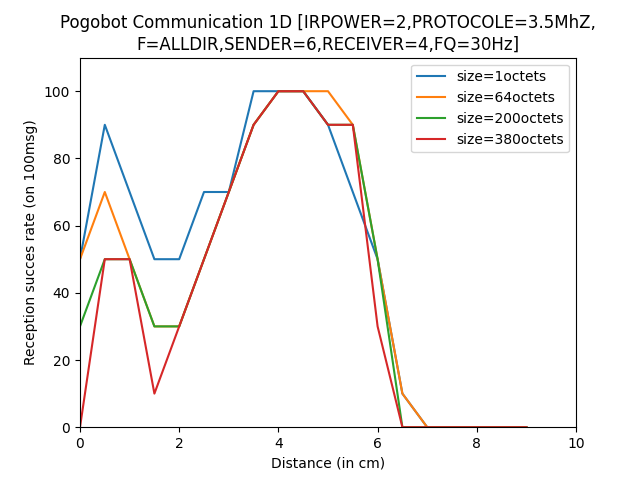 Pogobot Communication 1D [IRPOWER=2,PROTOCOLE=3.5MhZ,
F=ALLDIR,SENDER=6,RECEIVER=4,FQ=30Hz]
size=1octets
size=64octets
size=200octets
size=380octets
Reception succes rate (on 100msg)
100
80
60
40
20
0
0 2 4 6 8 10
Distance (in cm)